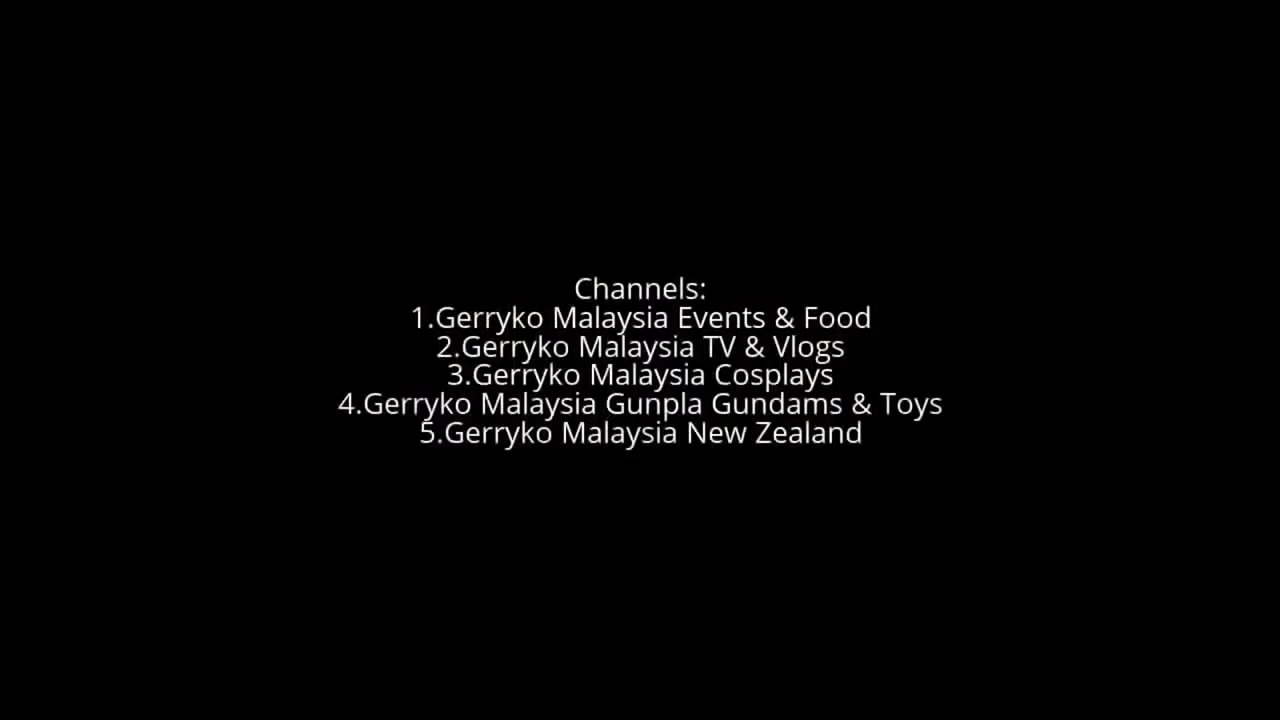 Channels:
1.Gerryko Malaysia Events & Food
2.Gerryko Malaysia TV & Vlogs
3.Gerryko Malaysia Cosplays
4.Gerryko Malaysia Gunpla Gundams & Toys
5.Gerryko Malaysia New Zealand